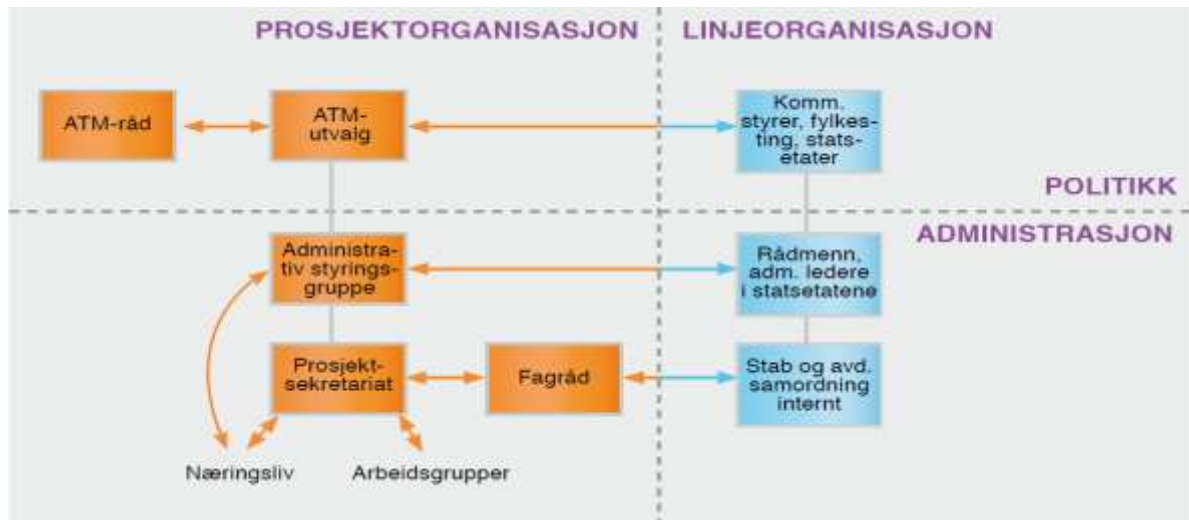 PROSJEKTORGANISASJON
LINJEORGANISASJON
ATM-råd
ATM-
utvalg
Komm.
styrer, fylkes-
ting, stats-
etater
POLITIKK
ADMINISTRASJON
Administra-
tiv styrings-
gruppe
Rådmenn,
adm. ledere
i statsetatene
Prosjekt-
sekretariat
Fagråd
Stab og avd.
samordning
internt
Næringsliv
Arbeidsgrupper